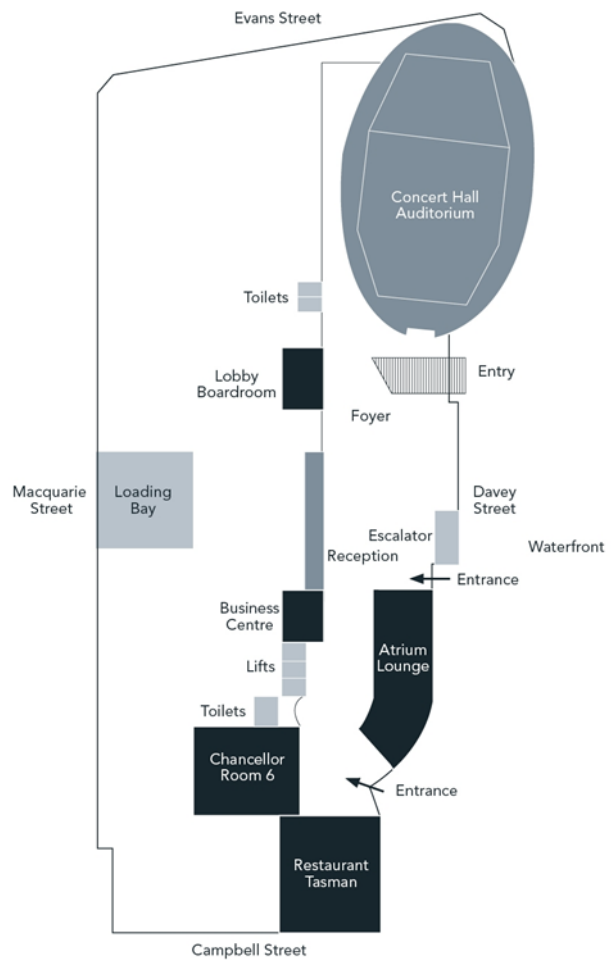 Evans Street
Concert Hall
Auditorium
Toilets
Lobby
Boardroom
Entry
Foyer
Macquarie
Street
Loading
Bay
Davey
Street
Escalator
Waterfront
Reception
Entrance
Business
Centre
Atrium
Lounge
Lifts
Toilets
Chancellor
Room 6
Entrance
Restaurant
Tasman
Campbell Street